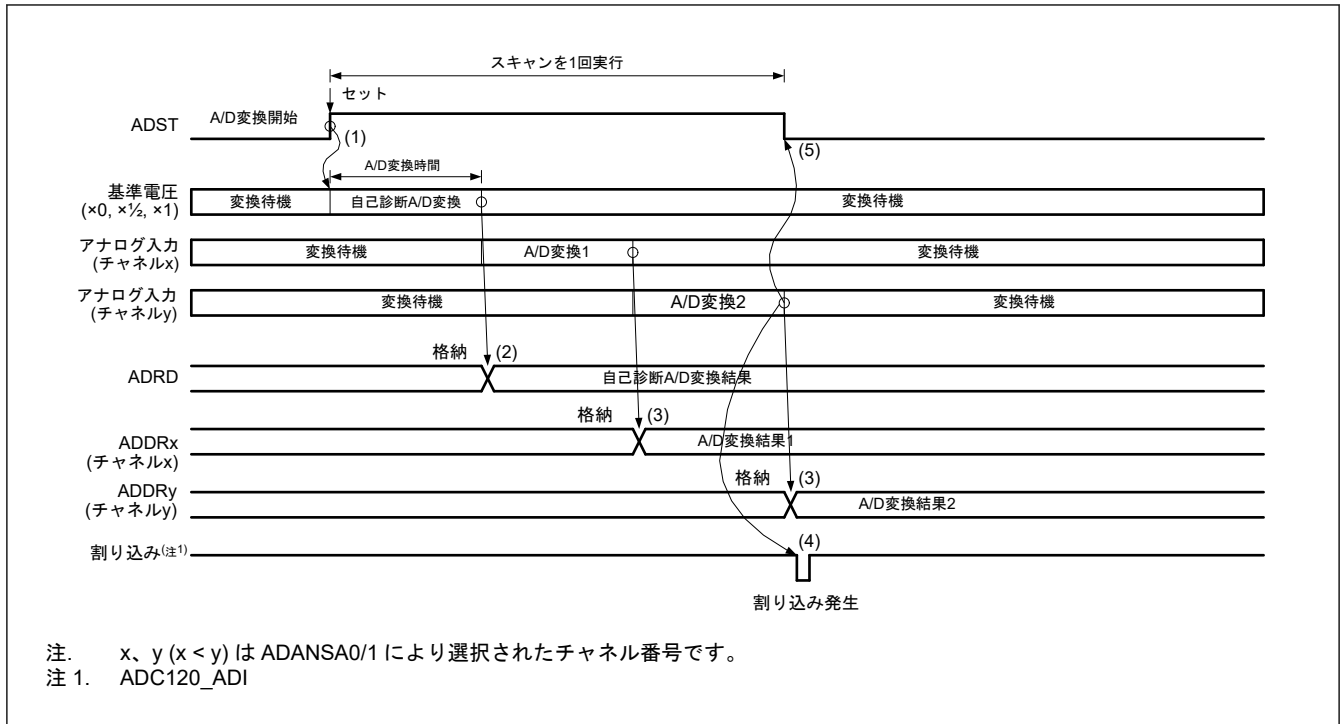 スキャンを1回実行
セット
ADST
A/D変換開始
(1)
(5)
A/D変換時間
基準電圧
(×0, ×½, ×1)
変換待機
自己診断A/D変換
変換待機
アナログ入力
(チャネルx)
変換待機
A/D変換1
変換待機
アナログ入力
(チャネルy)
変換待機
A/D変換2
変換待機
格納
(2)
ADRD
自己診断A/D変換結果
格納
(3)
ADDRx
(チャネルx)
A/D変換結果1
格納
(3)
ADDRy
(チャネルy)
A/D変換結果2
割り込み(注1)
(4)
割り込み発生
注. x、y (x < y) は ADANSA0/1 により選択されたチャネル番号です。
注 1. ADC120_ADI